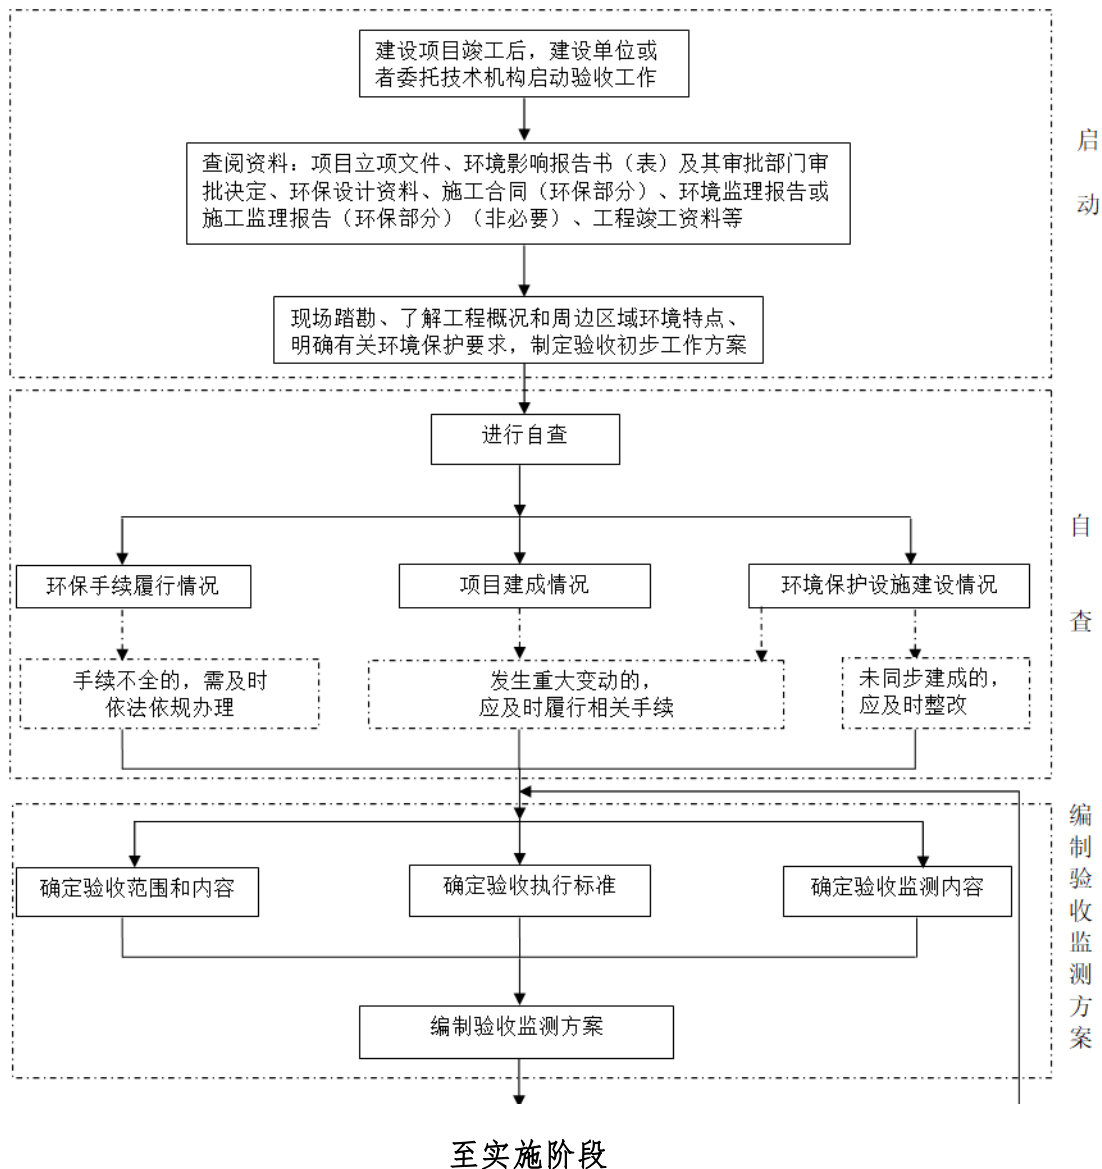 建设项目竣工后，建设单位或
者委托技术机构启动验收工作
启
动
查阅资料：项目立项文件、环境影响报告书（表）及其审批部门审
批决定、环保设计资料、施工合同（环保部分）、环境监理报告或
施工监理报告（环保部分）（非必要）、工程竣工资料等
现场踏勘、了解工程概况和周边区域环境特点、
明确有关环境保护要求，制定验收初步工作方案
进行自查
自
查
环保手续履行情况
项目建成情况
环境保护设施建设情况
手续不全的，需及时
依法依规办理
发生重大变动的，
应及时履行相关手续
未同步建成的，
应及时整改
编
制
验
收
监
测
方
案
确定验收范围和内容
确定验收执行标准
确定验收监测内容
编制验收监测方案
至实施阶段